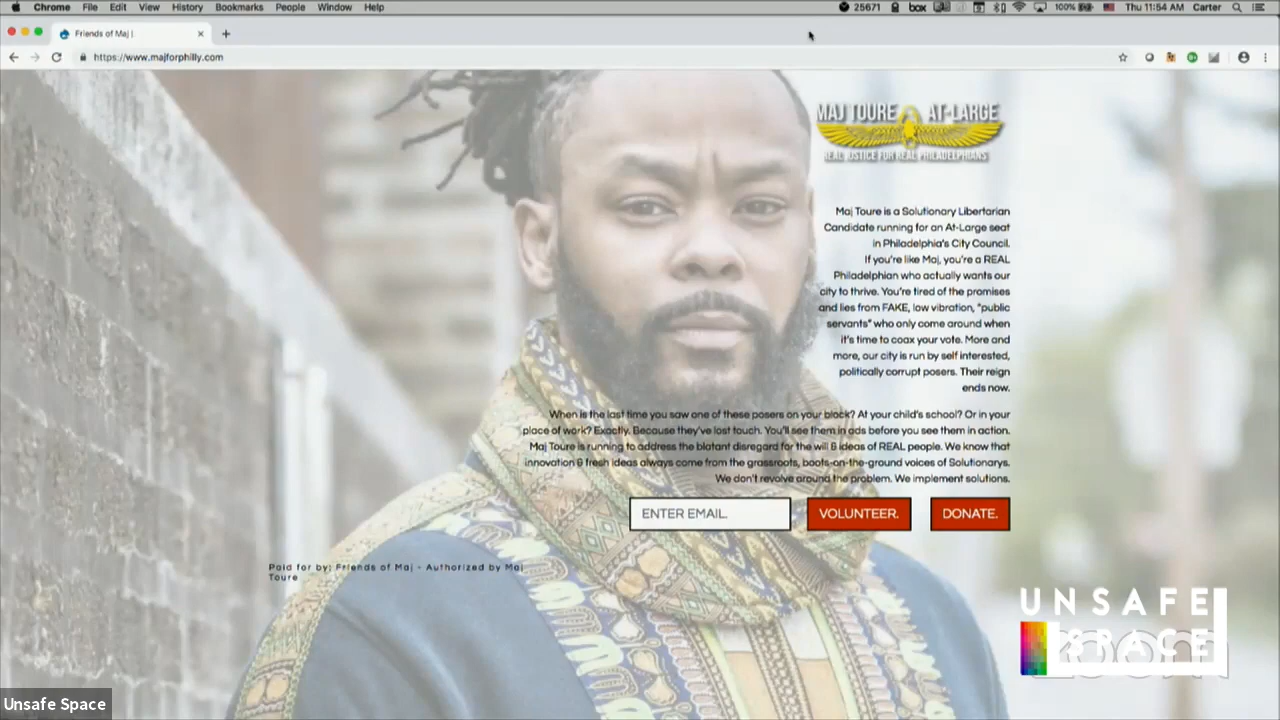 Chrome File Edit View History Bookmarks People Window Help
25671 box 100% Thu 11:54 AM Carter
Friends of Maj |
https://www.majforphilly.com
MAJ TOURE AT-LARGE
REAL JUSTICE FOR REAL PHILADELPHIANS
Maj Toure is a Solutionary Libertarian
Candidate running for an At-Large seat
in Philadelphia's City Council.
If you're like Maj, you're a REAL
Philadelphian who actually wants our
city to thrive. You're tired of the promises
and lies from FAKE, low vibration, "public
servants" who only come around when
it's time to coax your vote. More and
more, our city is run by self interested,
politically corrupt posers. Their reign
ends now.
When is the last time you saw one of these posers on your block? At your child's school? Or in your
place of work? Exactly. Because they've lost touch. You'll see them in ads before you see them in action.
Maj Toure is running to address the blatant disregard for the will & ideas of REAL people. We know that
innovation & fresh ideas always come from the grassroots, boots-on-the-ground voices of Solutionarys.
We don't revolve around the problem. We implement solutions.
ENTER EMAIL. VOLUNTEER. DONATE.
Paid for by: Friends of Maj - Authorized by Maj
Toure
UNSAFE
SPACE
zoom
Unsafe Space